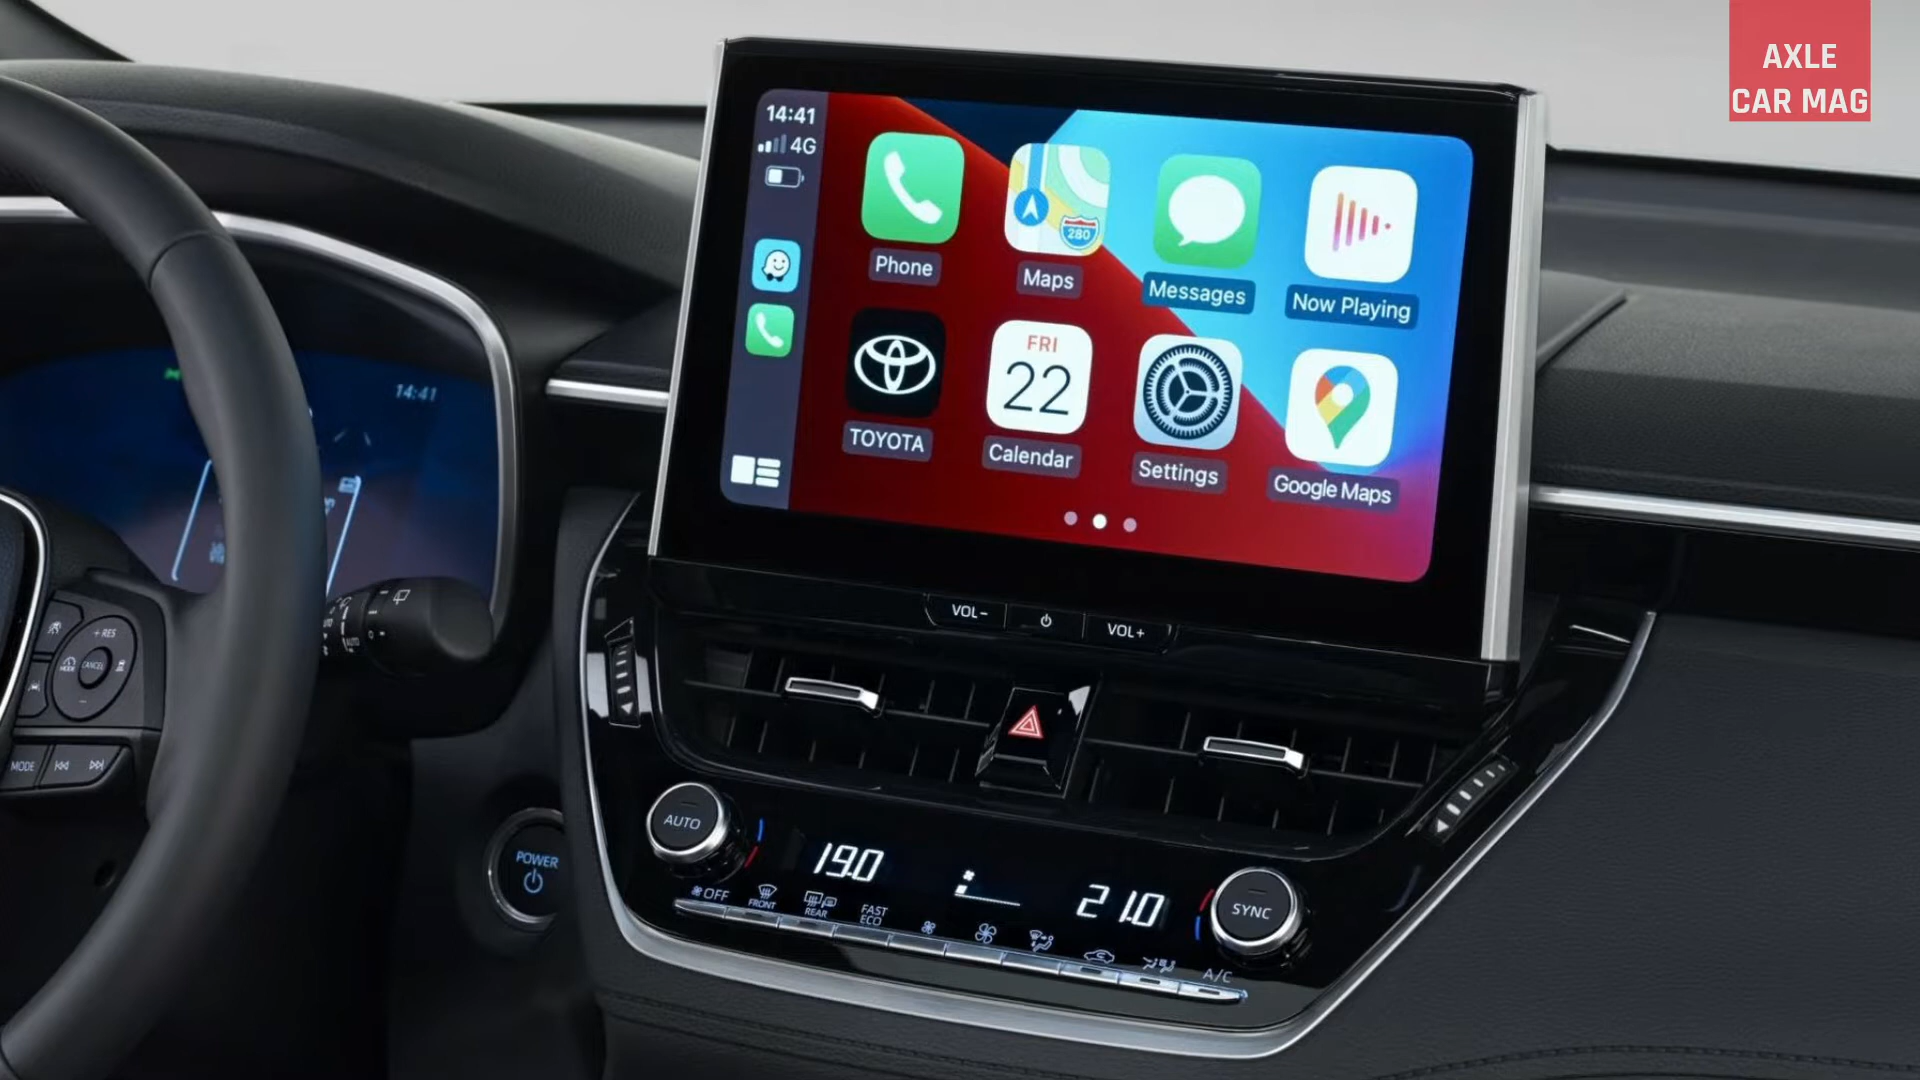 AXLE
CAR MAG
14:41
4G
280
Phone
Maps
Messages
Now Playing
FRI
22
TOYOTA
Calendar
Settings
Google Maps
14:41
VOL-
VOL+
+ RES
MODE
CANCEL
MODE
AUTO
POWER
AUTO
19.0
21.0
SYNC
OFF
FRONT
REAR
FAST
ECO
A/C